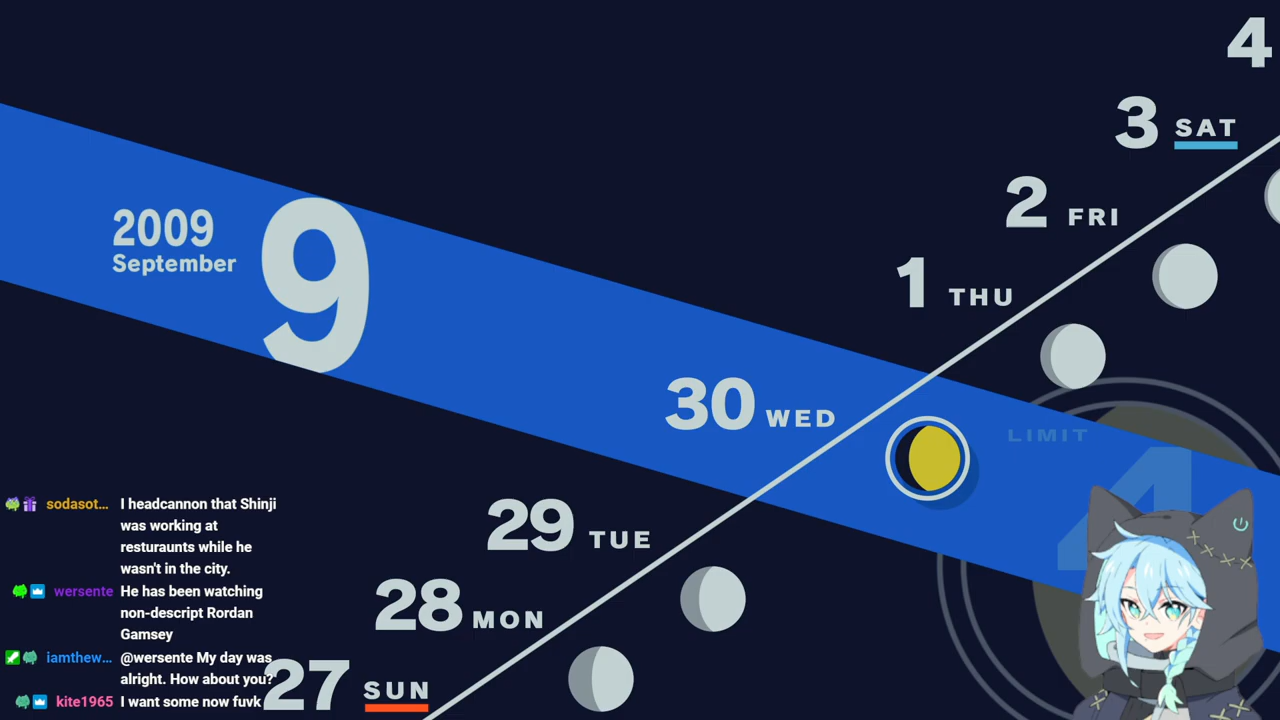 4
3 SAT
2 FRI
1 THU
2009
September
9
30 WED
LIMIT
4
29 TUE
28 MON
27 SUN
sodasot... I headcannon that Shinji
was working at
resturaunts while he
wasn't in the city.
wersente He has been watching
non-descript Rordan
Gamsey
iamthew... @wersente My day was
alright. How about you?
kite1965 I want some now fuvk